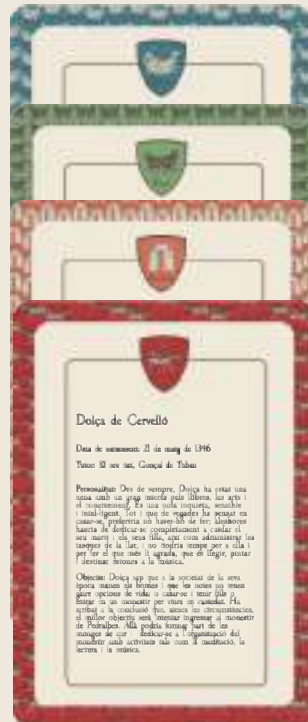 Dolça de Cervelló
Data de naixement: 21 de maig de 1346
Tutor: El seu net, Gonçal de Tubau
Personalitat: Des de sempre, Dolça ha estat una
nena amb un gran interès pels llibres, les arts i
el coneixement. És una noia inquieta, sensible
i intel·ligent. Tot i que de vegades ha pensat en
casar-se, preferiria no haver-ho de fer; aleshores
hauria de dedicar-se completament a cuidar el
seu marit i els seus fills, així com administrar les
tasques de la llar, i no podria temps per a ella i
per fer el que més li agrada, que és llegir, pintar
i destinar estones a la música.
Objectiu: Dolça sap que a la societat de la seva
època manen els homes i que les noies no tenen
gaire opcions de vida: o casar-se i tenir fills o
entrar en un monestir per viure en castedat. Ha
arribat a la conclusió que, ateses les circumstàncies,
el millor objectiu serà intentar ingressar al monestir
de Pedralbes. Allà podria formar part de les
monges de cor i dedicar-se a l'organització del
monestir amb activitats tals com la meditació, la
lectura i la música.